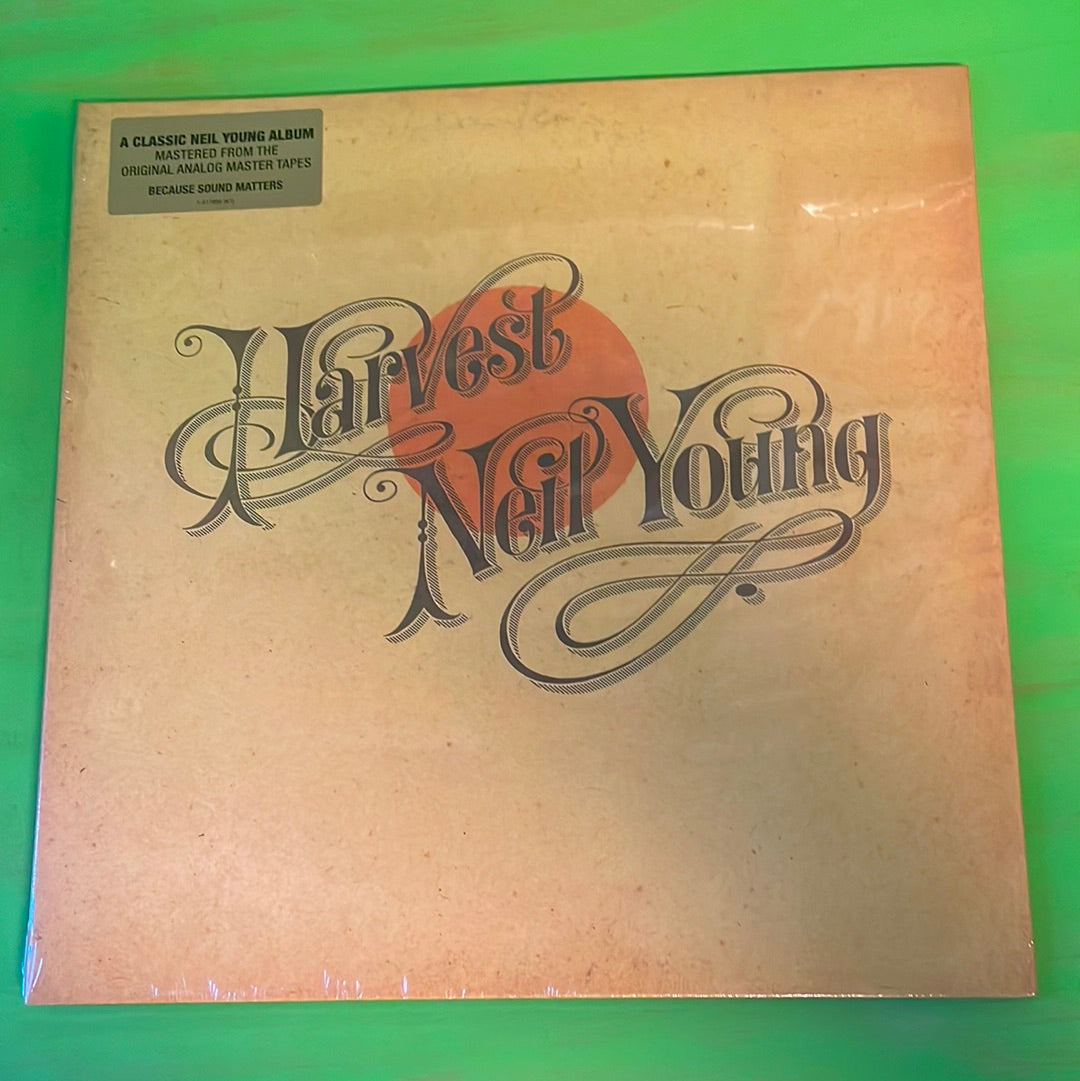 A CLASSIC NEIL YOUNG ALBUM
MASTERED FROM THE
ORIGINAL ANALOG MASTER TAPES
BECAUSE SOUND MATTERS
Harvest
Neil Young